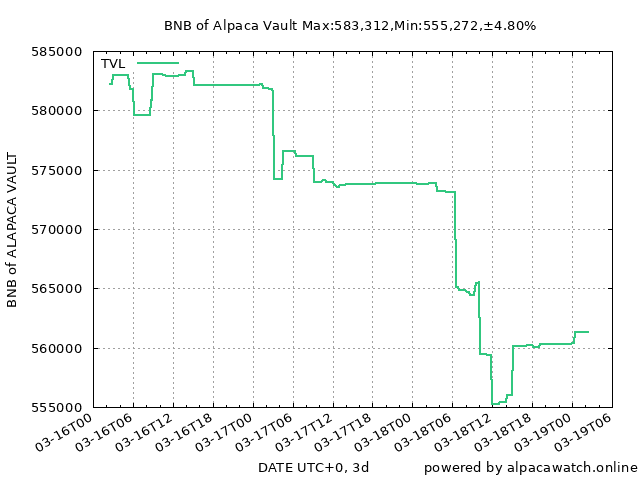 BNB of Alpaca Vault Max:583,312,Min:555,272,±4.80%
TVL
585000
580000
575000
570000
565000
560000
555000
BNB of ALAPACA VAULT
03-16T00
03-16T06
03-16T12
03-16T18
03-17T00
03-17T06
03-17T12
03-17T18
03-18T00
03-18T06
03-18T12
03-18T18
03-19T00
03-19T06
DATE UTC+0, 3d
powered by alpacawatch.online